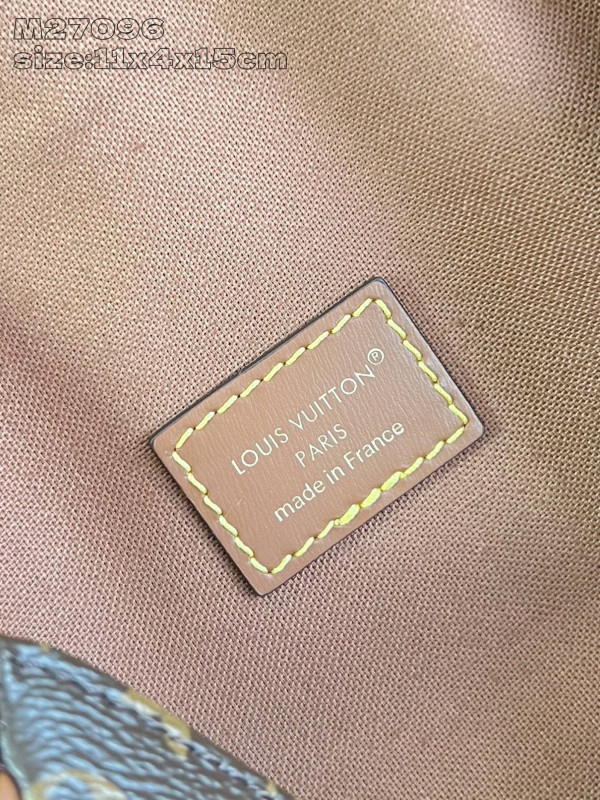 M27096
size:11x4x15cm
LOUIS VUITTON®
PARIS
made in France